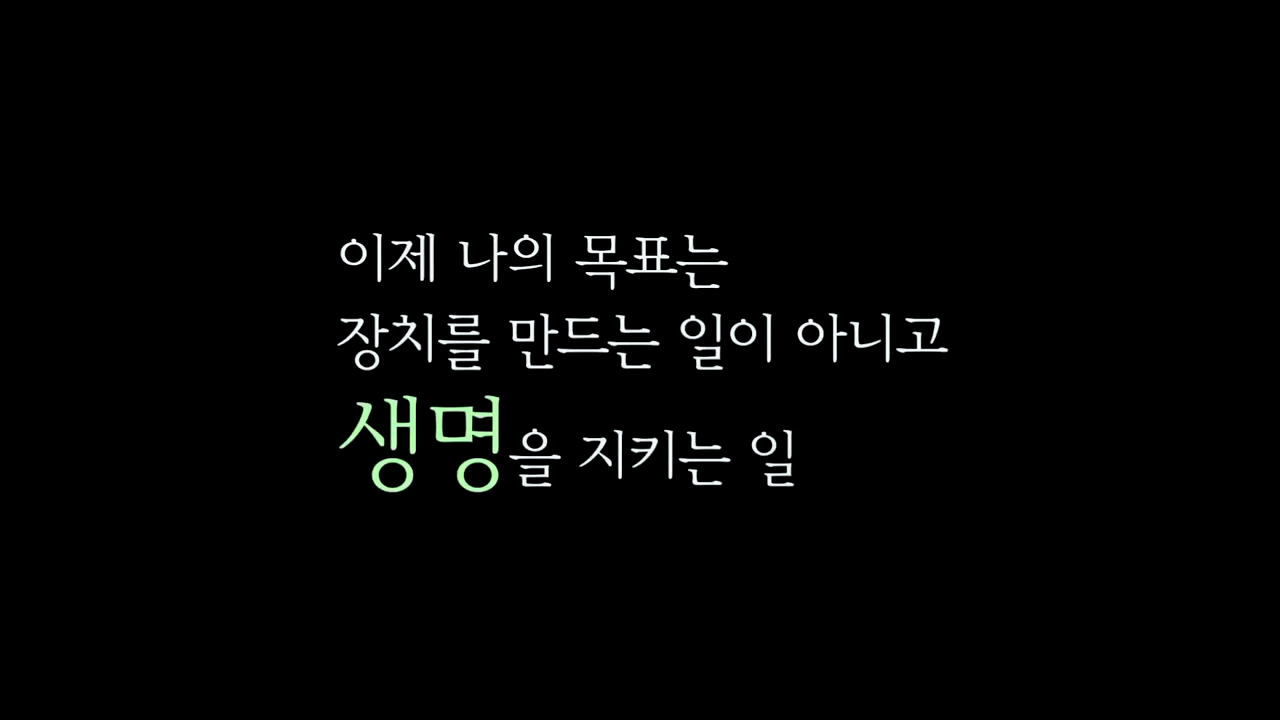 이제 나의 목표는
장치를 만드는 일이 아니고
생명을 지키는 일